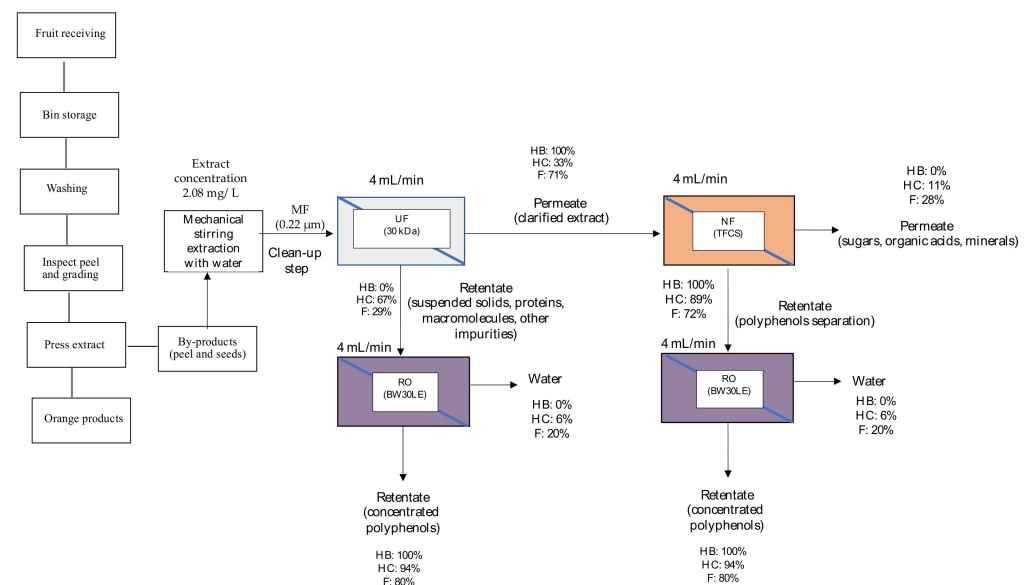 Fruit receiving
Bin storage
Washing
Inspect peel
and grading
Press extract
Orange products
By-products
(peel and seeds)
Extract
concentration
2.08 mg/ L
Mechanical
stirring
extraction
with water
MF
(0.22 μm)
Clean-up
step
4 mL/min
UF
(30 kDa)
HB: 100%
HC: 33%
F: 71%
Permeate
(clarified extract)
4 mL/min
NF
(TFCS)
HB: 0%
HC: 11%
F: 28%
Permeate
(sugars, organic acids, minerals)
HB: 0%
HC: 67%
F: 29%
Retentate
(suspended solids, proteins,
macromolecules, other
impurities)
HB: 100%
HC: 89%
F: 72%
Retentate
(polyphenols separation)
4 mL/min
RO
(BW30LE)
Water
HB: 0%
HC: 6%
F: 20%
Retentate
(concentrated
polyphenols)
HB: 100%
HC: 94%
F: 80%
4 mL/min
RO
(BW30LE)
Water
HB: 0%
HC: 6%
F: 20%
Retentate
(concentrated
polyphenols)
HB: 100%
HC: 94%
F: 80%